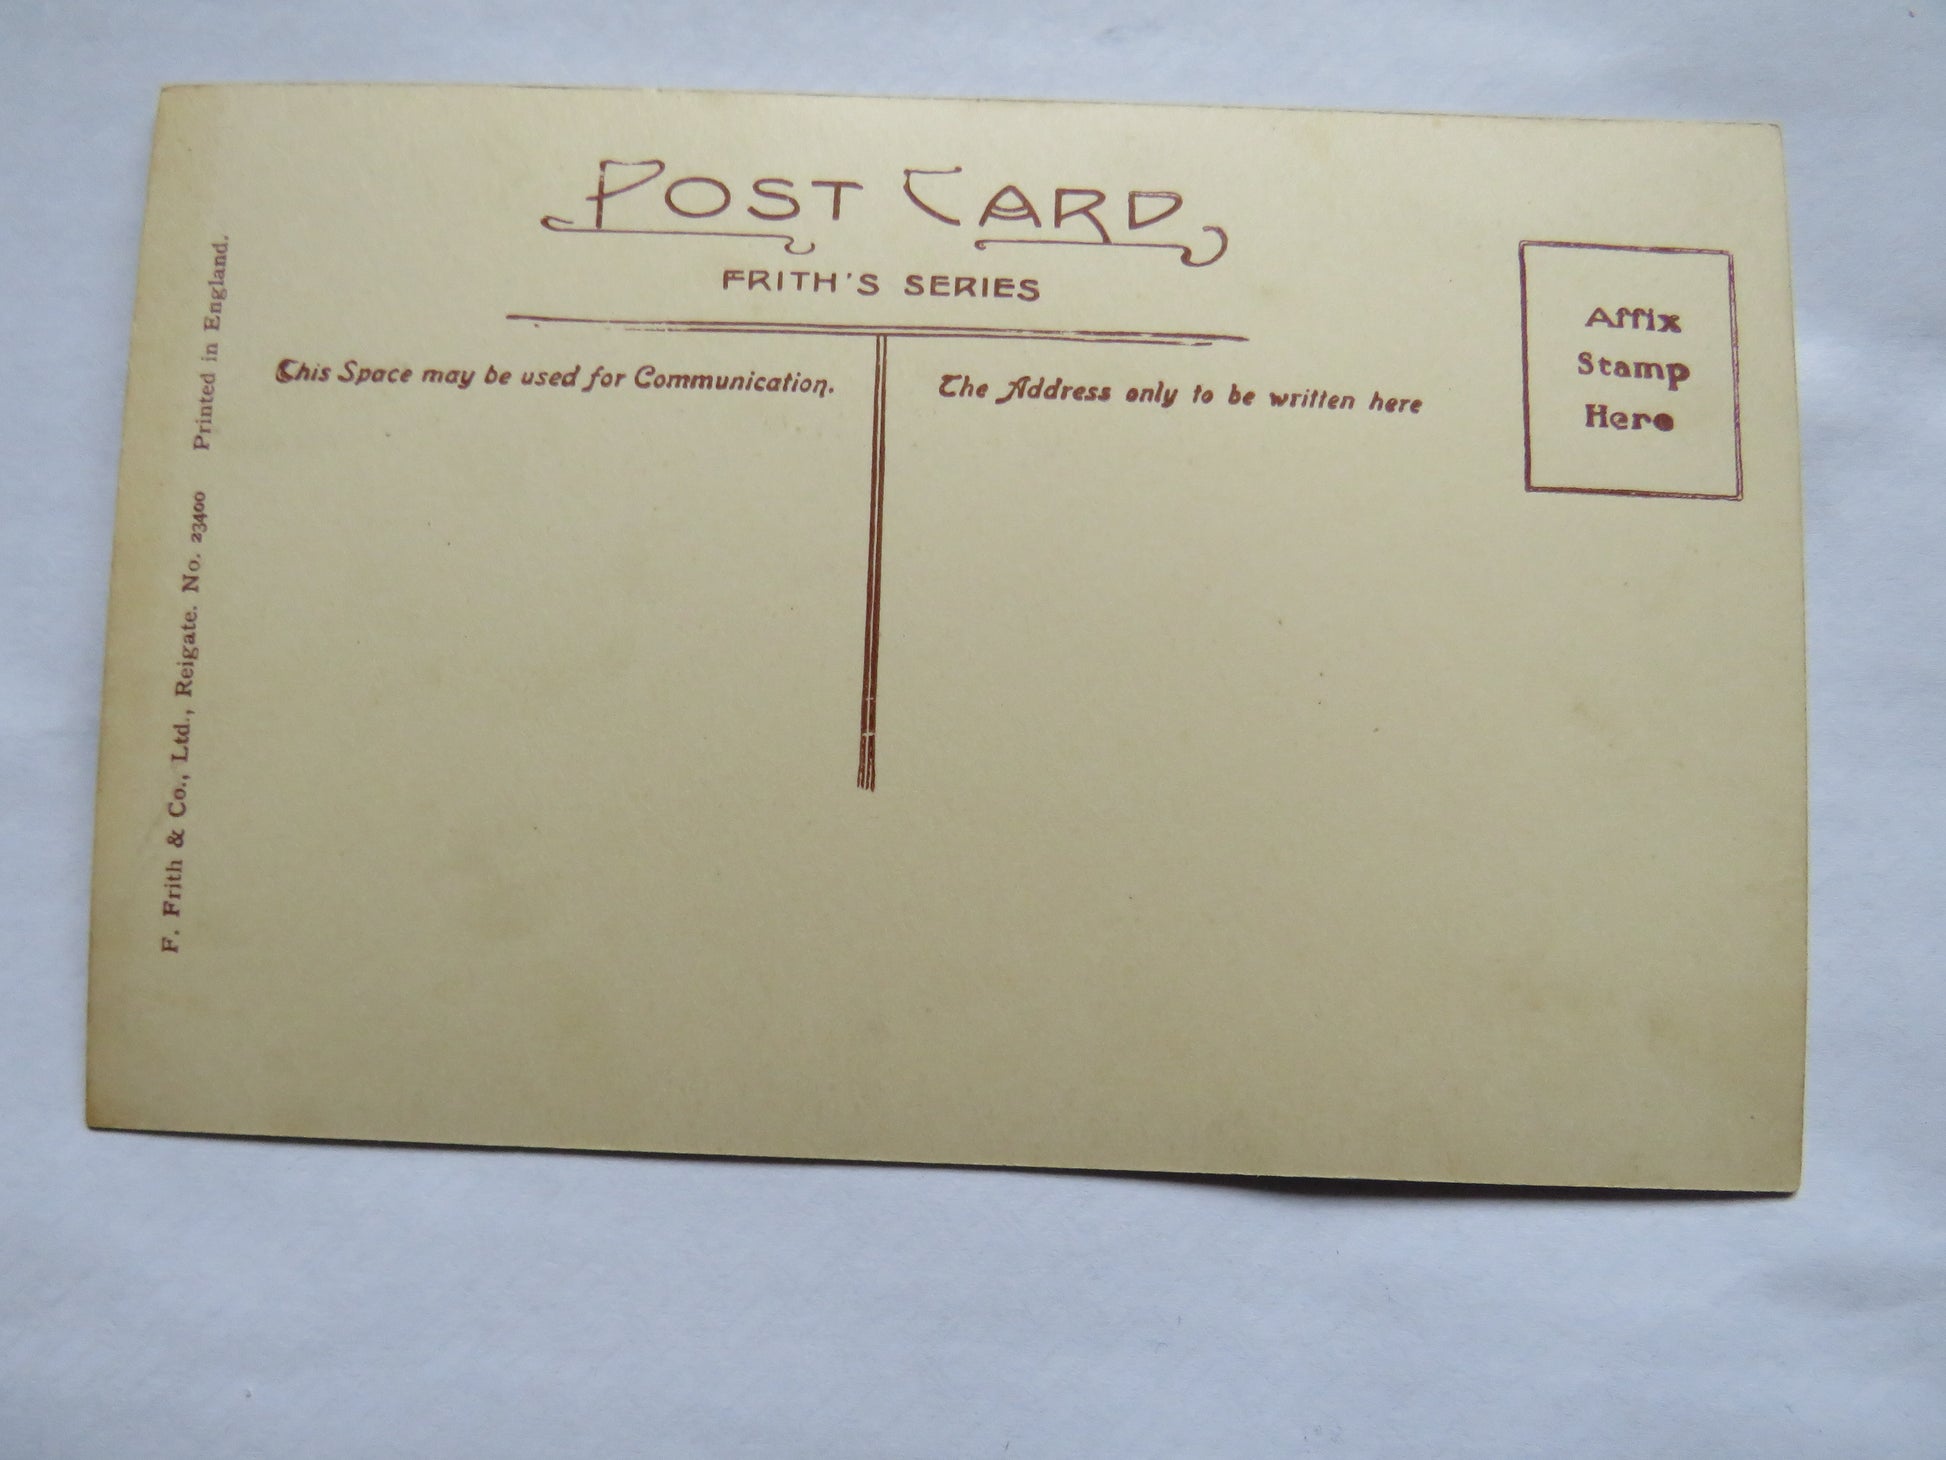 POST CARD
FRITH'S SERIES
This Space may be used for Communication.
The Address only to be written here
Affix
Stamp
Here
F. Frith & Co., Ltd., Reigate. No. 23400 Printed in England.